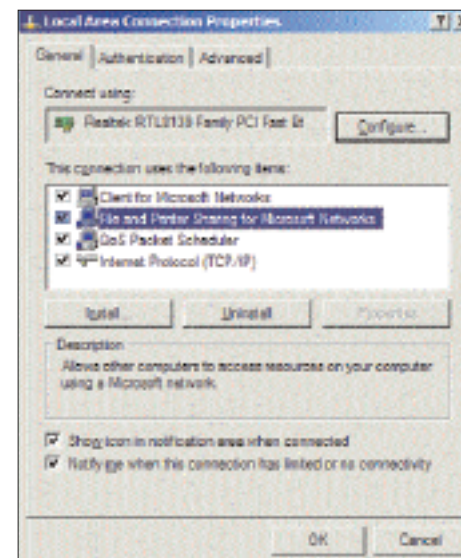 Local Area Connection Properties
General Authentication Advanced
Connect using:
Realtek RTL8139 Family PCI Fast Et
Configure...
This connection uses the following items:
Client for Microsoft Networks
File and Printer Sharing for Microsoft Networks
QoS Packet Scheduler
Internet Protocol (TCP/IP)
Install... Uninstall Properties
Description
Allows other computers to access resources on your computer
using a Microsoft network.
Show icon in notification area when connected
Notify me when this connection has limited or no connectivity
OK Cancel